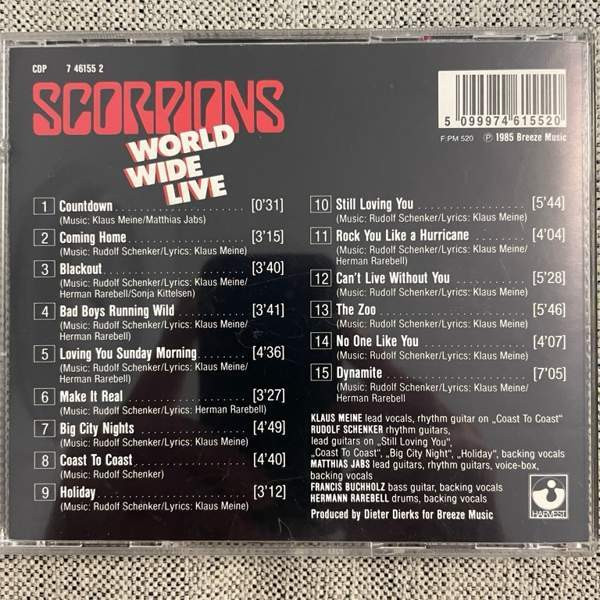 CDP 7 46155 2
SCORPIONS
WORLD
WIDE
LIVE
5 099974 615520
F: PM 520 ℗ 1985 Breeze Music
1 Countdown [0'31]
(Music: Klaus Meine/Matthias Jabs)
2 Coming Home [3'15]
(Music: Rudolf Schenker/Lyrics: Klaus Meine)
3 Blackout [3'40]
(Music: Rudolf Schenker/Lyrics: Klaus Meine/
Herman Rarebell/Sonja Kittelsen)
4 Bad Boys Running Wild [3'41]
(Music: Rudolf Schenker/Lyrics: Klaus Meine/
Herman Rarebell)
5 Loving You Sunday Morning [4'36]
(Music: Rudolf Schenker/Lyrics: Klaus Meine/
Herman Rarebell)
6 Make It Real [3'27]
(Music: Rudolf Schenker/Lyrics: Herman Rarebell)
7 Big City Nights [4'49]
(Music: Rudolf Schenker/Lyrics: Klaus Meine)
8 Coast To Coast [4'40]
(Music: Rudolf Schenker)
9 Holiday [3'12]
(Music: Rudolf Schenker/Lyrics: Klaus Meine)
10 Still Loving You [5'44]
(Music: Rudolf Schenker/Lyrics: Klaus Meine)
11 Rock You Like a Hurricane [4'04]
(Music: Rudolf Schenker/Lyrics: Klaus Meine/
Herman Rarebell)
12 Can't Live Without You [5'28]
(Music: Rudolf Schenker/Lyrics: Klaus Meine)
13 The Zoo [5'46]
(Music: Rudolf Schenker/Lyrics: Klaus Meine)
14 No One Like You [4'07]
(Music: Rudolf Schenker/Lyrics: Klaus Meine)
15 Dynamite [7'05]
(Music: Rudolf Schenker/Lyrics: Klaus Meine/
Herman Rarebell)
KLAUS MEINE lead vocals, rhythm guitar on „Coast To Coast“
RUDOLF SCHENKER rhythm guitars,
lead guitars on „Still Loving You“,
„Coast To Coast“, „Big City Night“, „Holiday“, backing vocals
MATTHIAS JABS lead guitars, rhythm guitars, voice-box,
backing vocals
FRANCIS BUCHHOLZ bass guitar, backing vocals
HERMANN RAREBELL drums, backing vocals
Produced by Dieter Dierks for Breeze Music
HARVEST